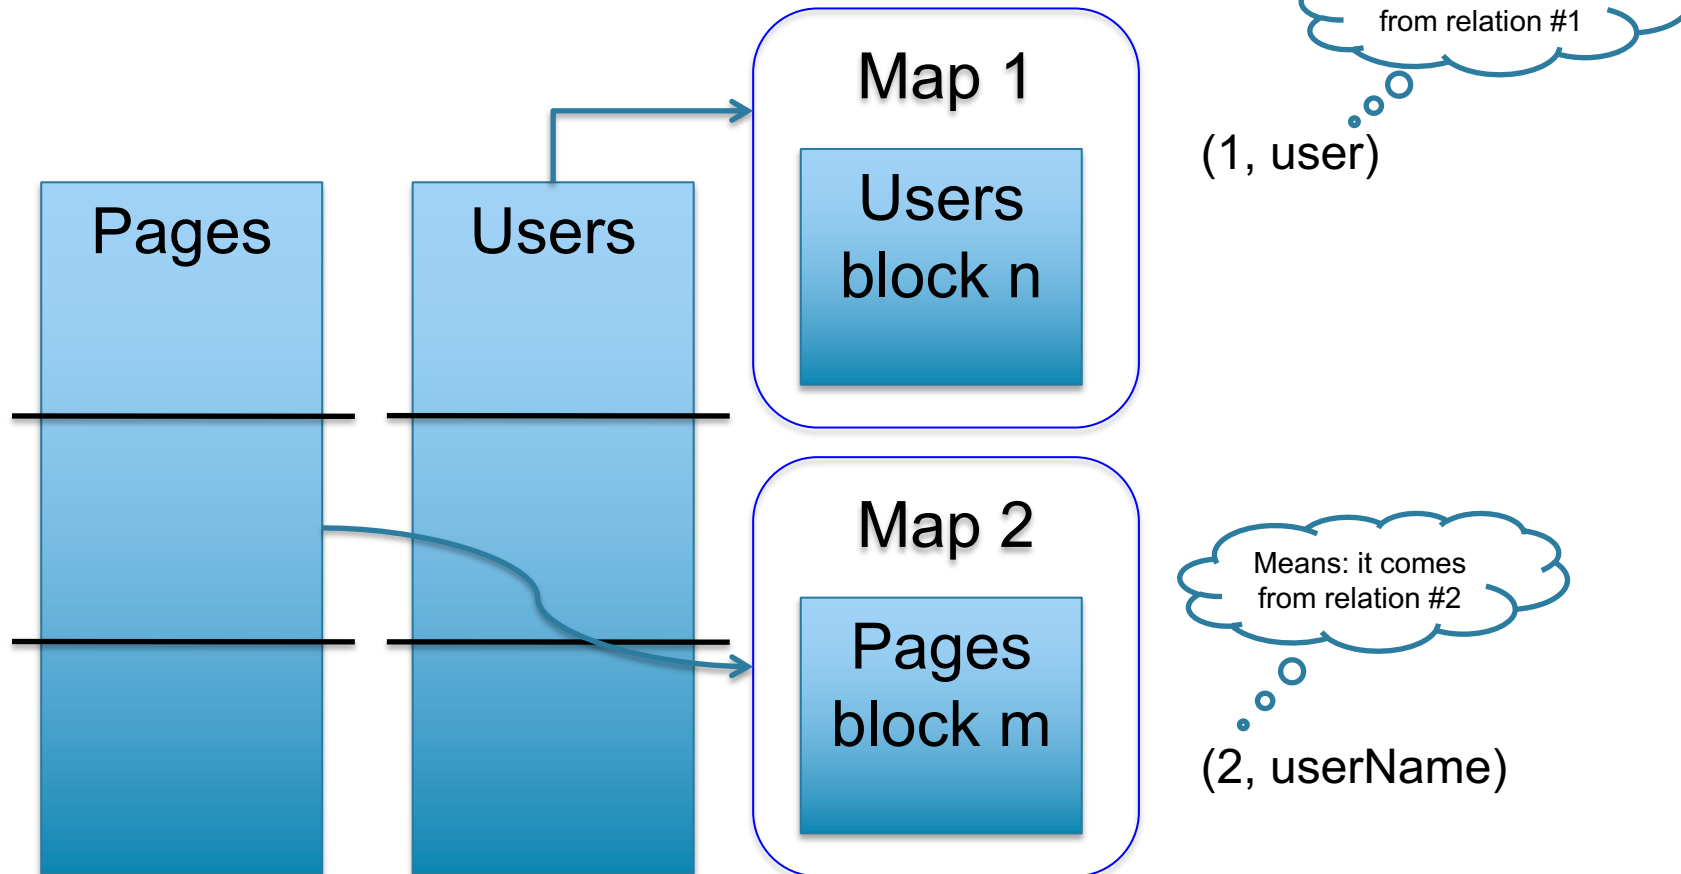 Pages
Users
Map 1
Users
block n
from relation #1
(1, user)
Map 2
Pages
block m
Means: it comes
from relation #2
(2, userName)